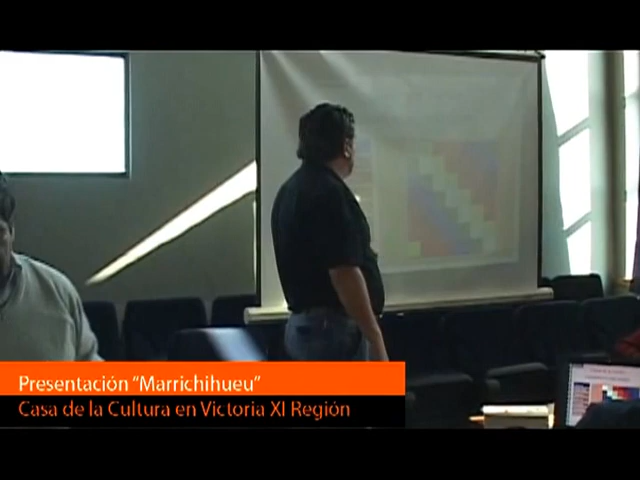 Presentación “Marrichihueu”
Casa de la Cultura en Victoria XI Región